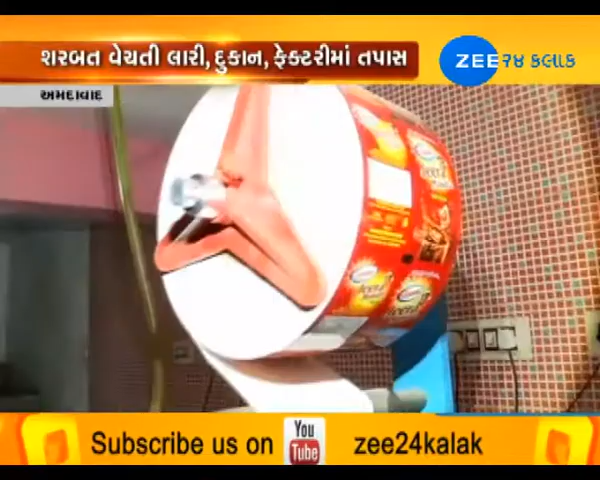 શરબત વેચતી લારી, દુકાન, ફેક્ટરીમાં તપાસ
ZEE ૨૪ કલાક
અમદાવાદ
Subscribe us on You Tube zee24kalak